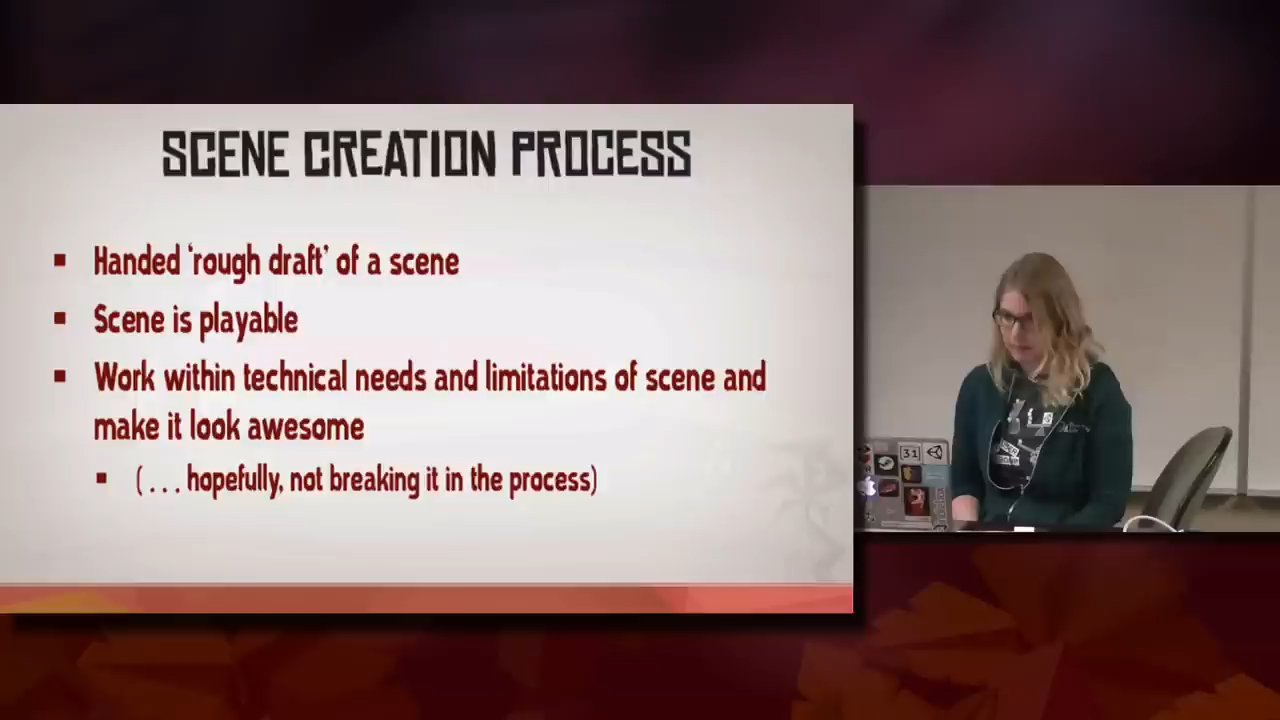 SCENE CREATION PROCESS
▪ Handed ‘rough draft’ of a scene
▪ Scene is playable
▪ Work within technical needs and limitations of scene and
make it look awesome
▪ ( . . . hopefully, not breaking it in the process)
31